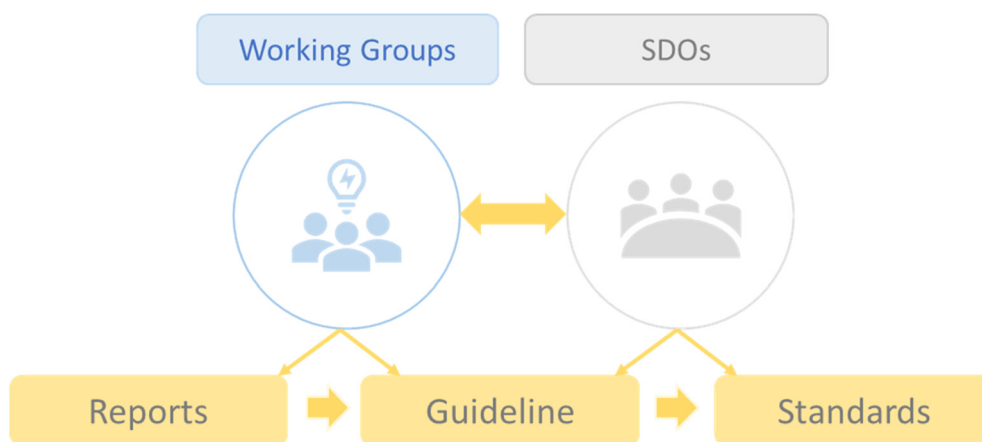 Working Groups
SDOs
Reports
Guideline
Standards